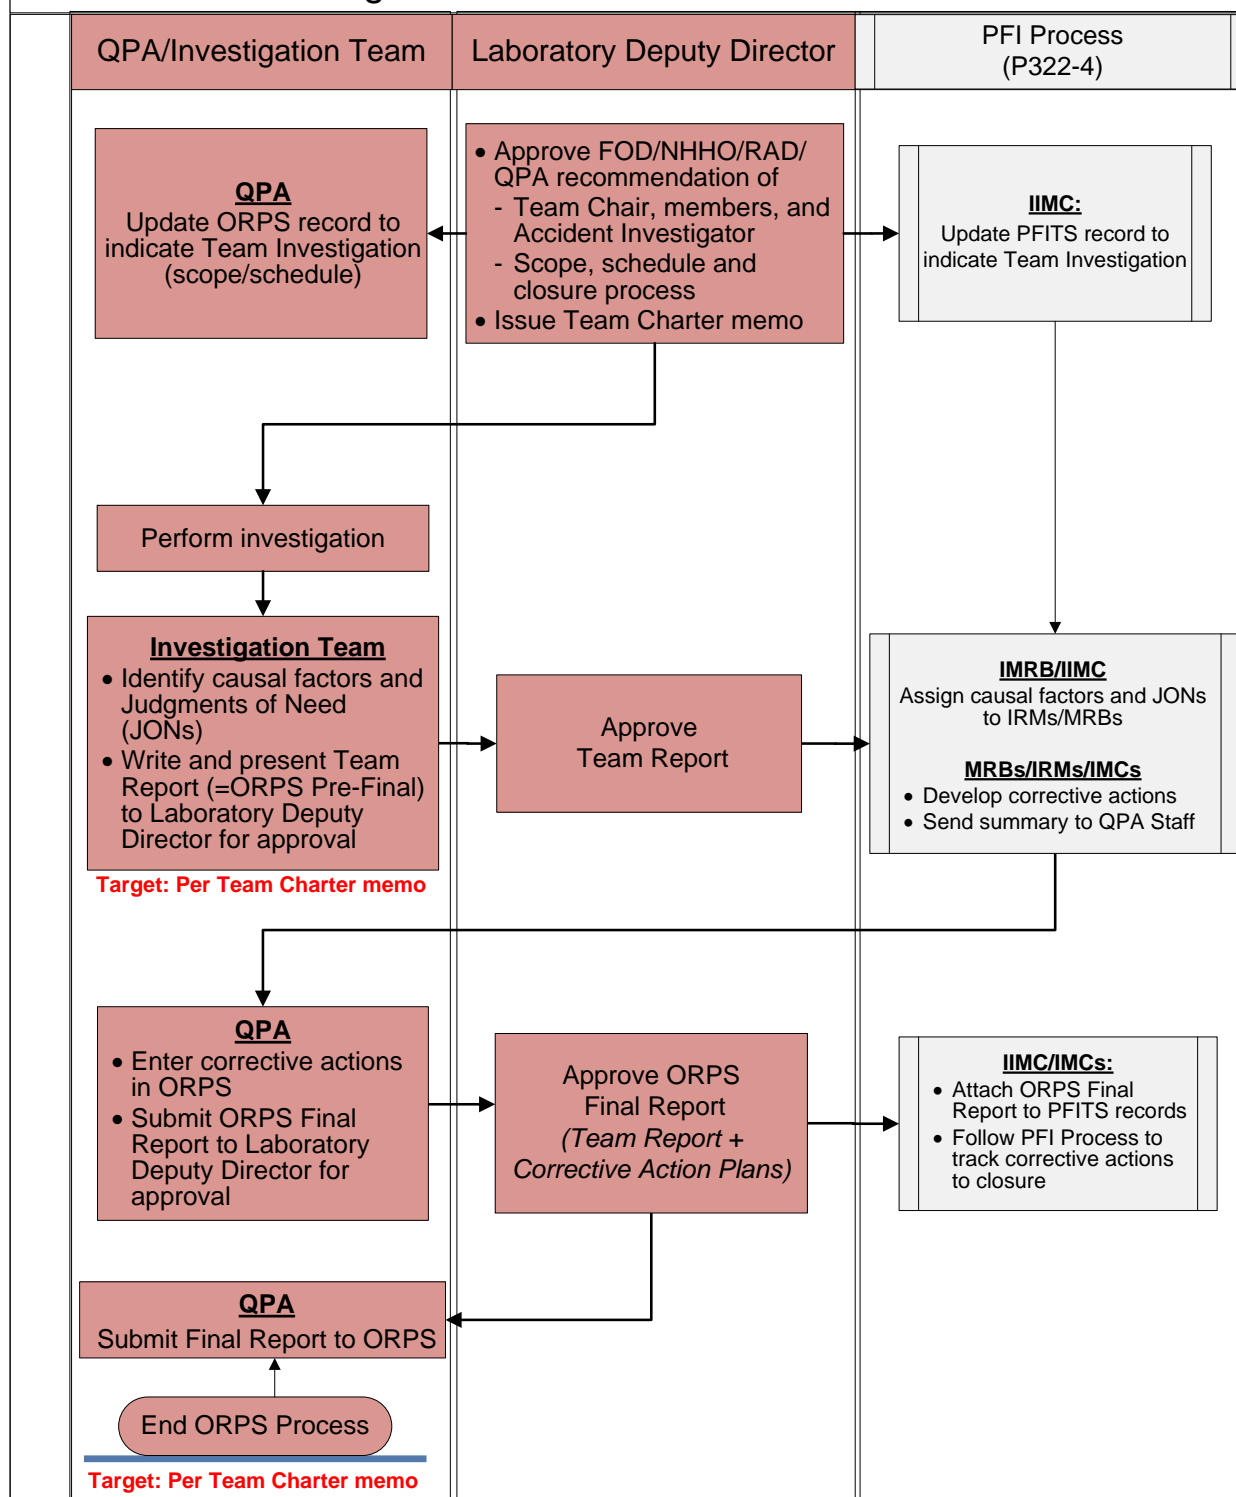 QPA/Investigation Team
Laboratory Deputy Director
PFI Process
(P322-4)
QPA
Update ORPS record to
indicate Team Investigation
(scope/schedule)
• Approve FOD/NHHO/RAD/
QPA recommendation of
- Team Chair, members, and
Accident Investigator
- Scope, schedule and
closure process
• Issue Team Charter memo
IIMC:
Update PFITS record to
indicate Team Investigation
Perform investigation
Investigation Team
• Identify causal factors and
Judgments of Need
(JONs)
• Write and present Team
Report (=ORPS Pre-Final)
to Laboratory Deputy
Director for approval
Target: Per Team Charter memo
Approve
Team Report
IMRB/IIMC
Assign causal factors and JONs
to IRMs/MRBs
MRBs/IRMs/IMCs
• Develop corrective actions
• Send summary to QPA Staff
QPA
• Enter corrective actions
in ORPS
• Submit ORPS Final
Report to Laboratory
Deputy Director for
approval
Approve ORPS
Final Report
(Team Report +
Corrective Action Plans)
IIMC/IMCs:
• Attach ORPS Final
Report to PFITS records
• Follow PFI Process to
track corrective actions
to closure
QPA
Submit Final Report to ORPS
End ORPS Process
Target: Per Team Charter memo